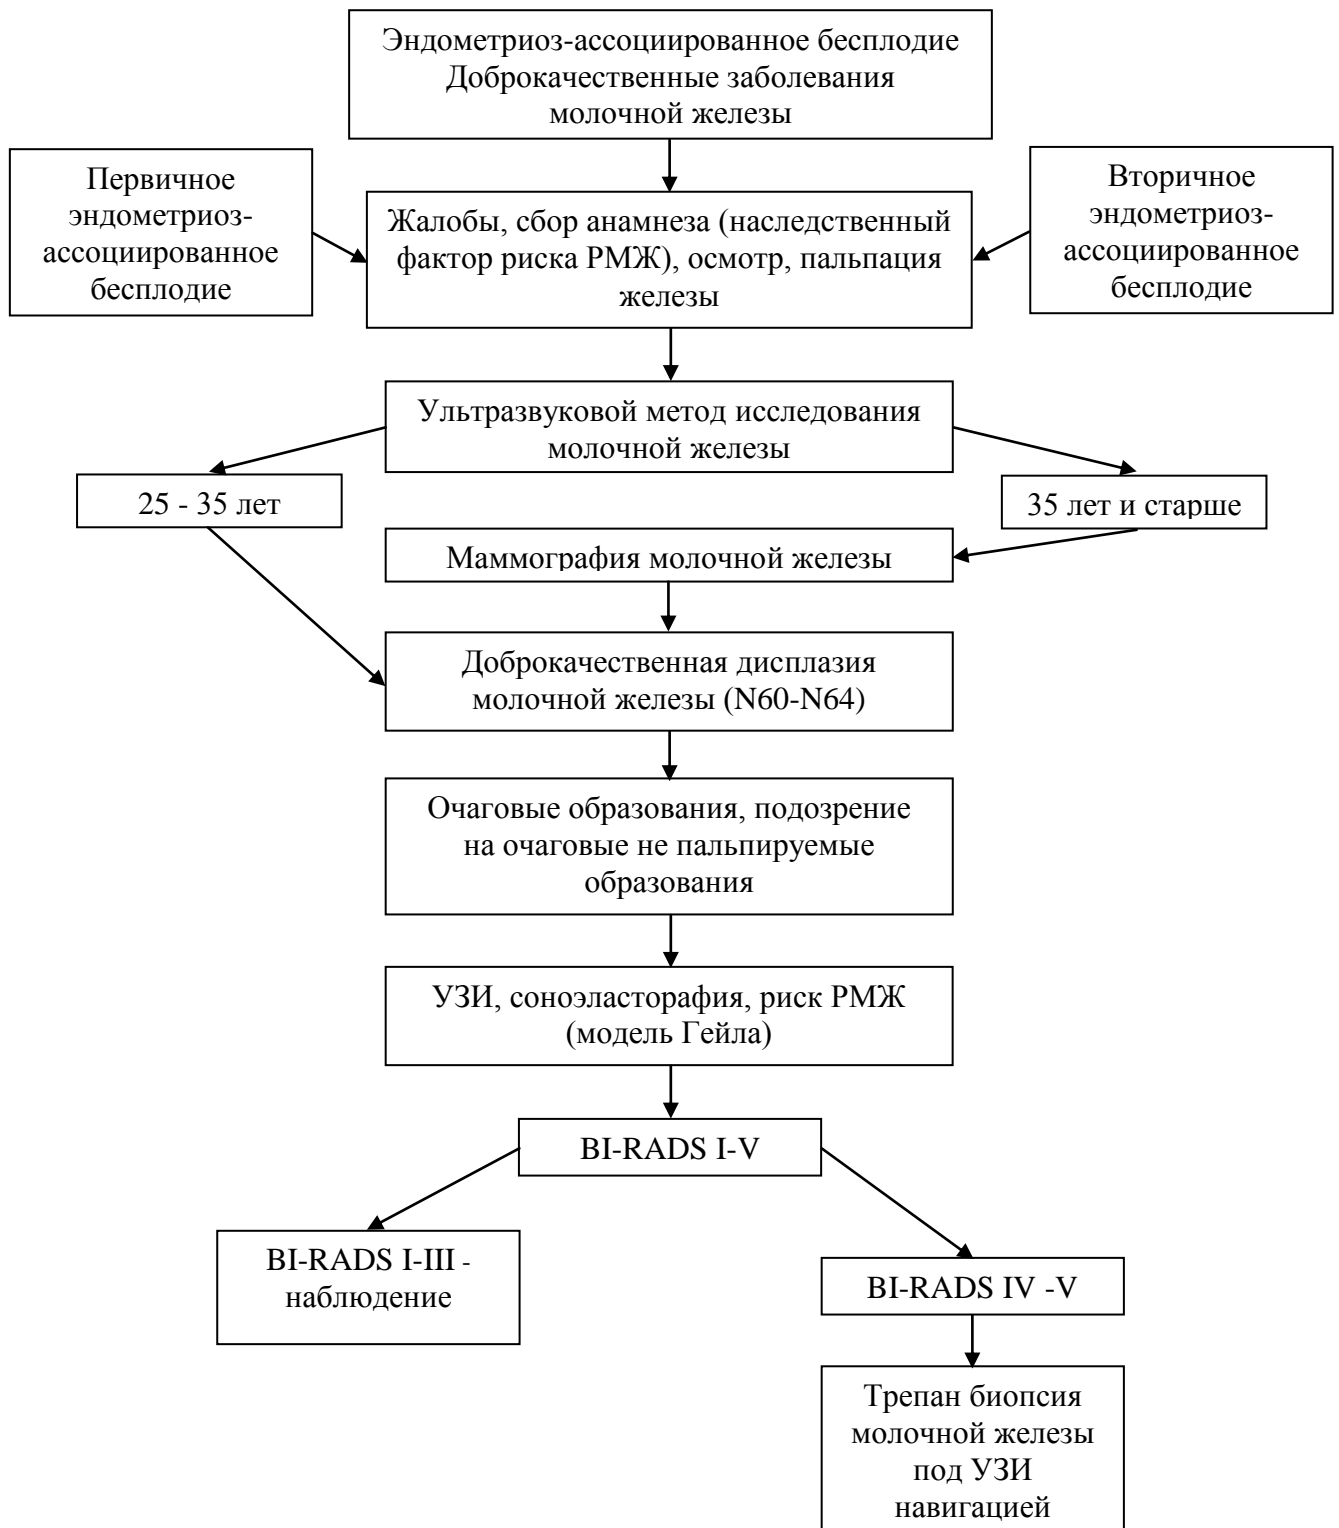 Эндометриоз-ассоциированное бесплодие
Доброкачественные заболевания
молочной железы
Первичное
эндометриоз-
ассоциированное
бесплодие
Жалобы, сбор анамнеза (наследственный
фактор риска РМЖ), осмотр, пальпация
железы
Вторичное
эндометриоз-
ассоциированное
бесплодие
Ультразвуковой метод исследования
молочной железы
25 - 35 лет
35 лет и старше
Маммография молочной железы
Доброкачественная дисплазия
молочной железы (N60-N64)
Очаговые образования, подозрение
на очаговые не пальпируемые
образования
УЗИ, соноэласторафия, риск РМЖ
(модель Гейла)
BI-RADS I-V
BI-RADS I-III -
наблюдение
BI-RADS IV -V
Трепан биопсия
молочной железы
под УЗИ
навигацией